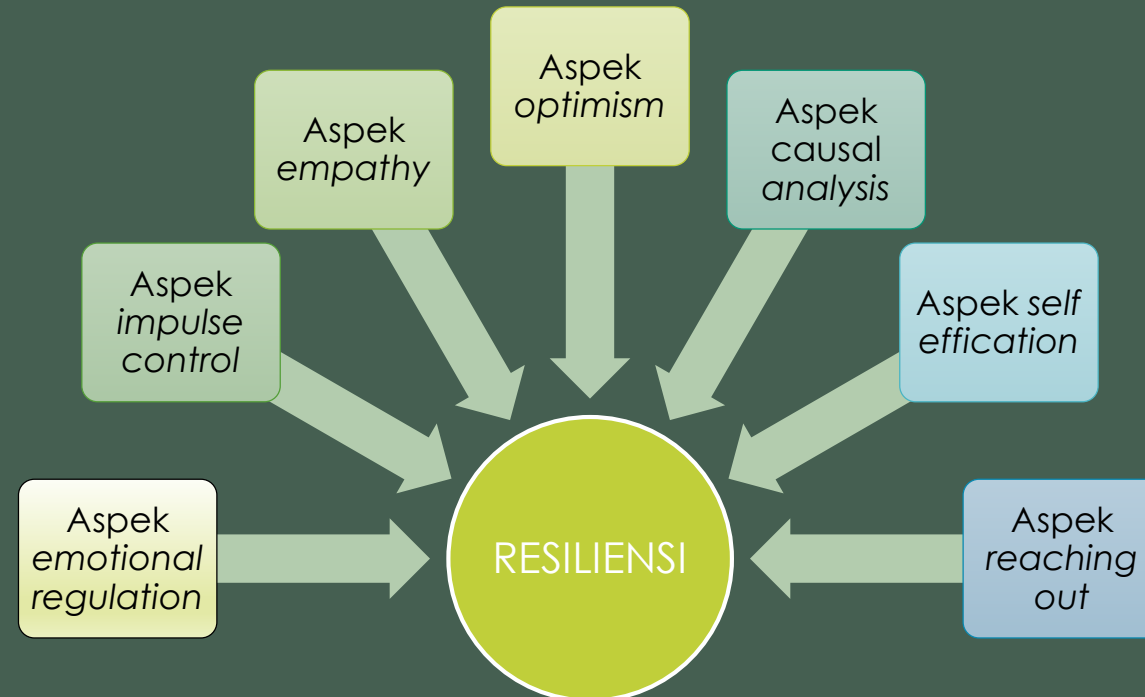 Aspek
optimism
Aspek
empathy
Aspek
causal
analysis
Aspek
impulse
control
Aspek self
effication
Aspek
emotional
regulation
RESILIENSI
Aspek
reaching
out